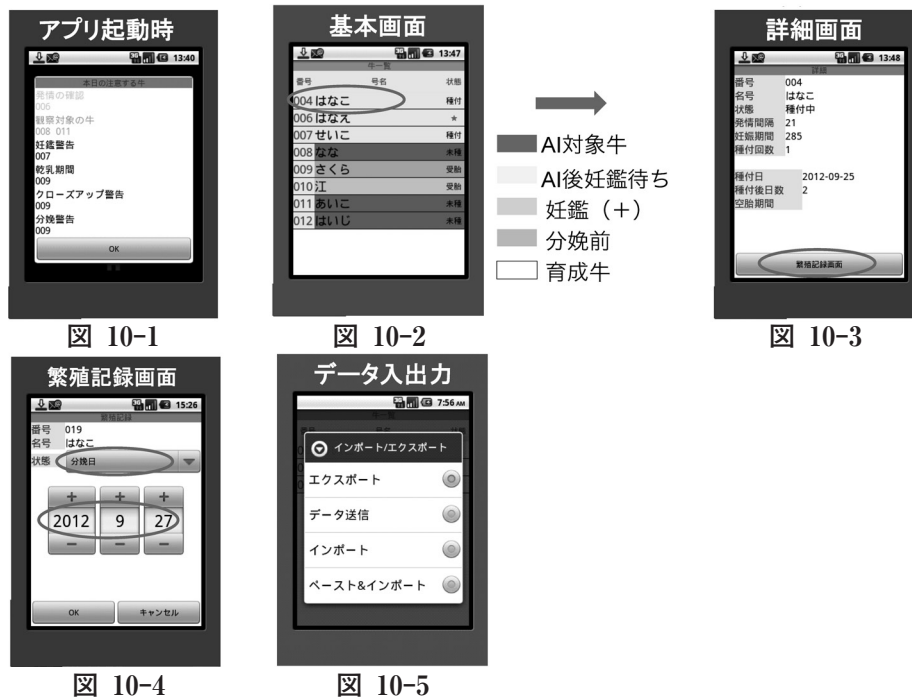 アプリ起動時
13:40
本日の注意する牛
発情の確認
006
観察対象の牛
008 011
妊鑑警告
007
乾乳期間
009
クローズアップ警告
009
分娩警告
009
OK
図 10-1
基本画面
13:47
牛一覧
番号 号名 状態
004 はなこ 種付
006 はなえ ★
007 せいこ 種付
008 なな 未種
009 さくら 受胎
010 江 受胎
011 あいこ 未種
012 はいじ 未種
図 10-2
AI対象牛
AI後妊鑑待ち
妊鑑（+）
分娩前
育成牛
詳細画面
13:48
詳細
番号 004
名号 はなこ
状態 種付中
発情間隔 21
妊娠期間 285
種付回数 1
種付日 2012-09-25
種付後日数 2
空胎期間
繁殖記録画面
図 10-3
繁殖記録画面
15:26
繁殖記録
番号 019
名号 はなこ
状態 分娩日
+ + +
2012 9 27
− − −
OK キャンセル
図 10-4
データ入出力
7:56 AM
インポート/エクスポート
エクスポート
データ送信
インポート
ペースト&インポート
図 10-5